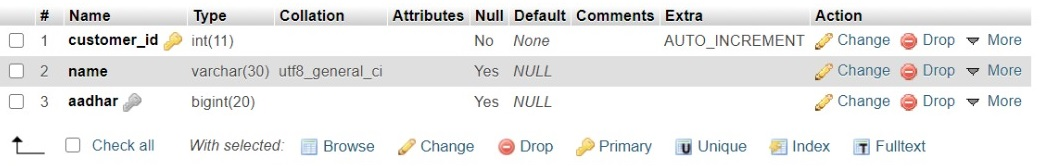 # Name Type Collation Attributes Null Default Comments Extra Action
1 customer_id int(11) No None AUTO_INCREMENT Change Drop More
2 name varchar(30) utf8_general_ci Yes NULL Change Drop More
3 aadhar bigint(20) Yes NULL Change Drop More
Check all With selected: Browse Change Drop Primary U Unique Index T Fulltext